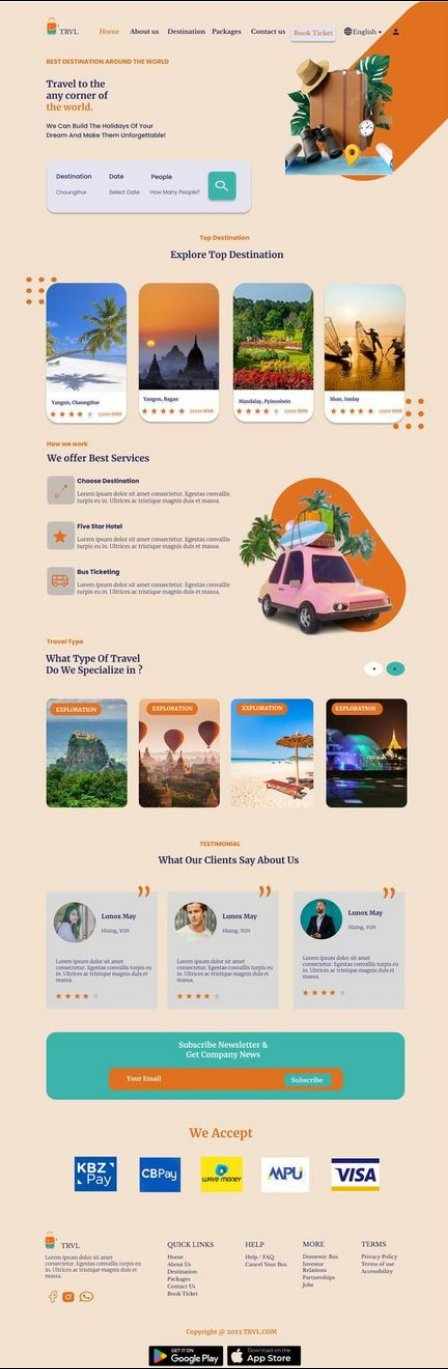 TRVL
Home About us Destination Packages Contact us Book Ticket English
BEST DESTINATION AROUND THE WORLD
Travel to the
any corner of
the world.
We Can Build The Holidays Of Your
Dream And Make Them Unforgettable!
Destination Date People
Chaungthar Select Date How Many People?
Top Destination
Explore Top Destination
Yangon, Chaungthar
Yangon, Bagan
Mandalay, Pyinoolwin
Shan, Innlay
How we work
We offer Best Services
Choose Destination
Lorem ipsum dolor sit amet consectetur. Egestas convallis
turpis eu in. Ultrices ac tristique magnis duis et massa.
Five Star Hotel
Lorem ipsum dolor sit amet consectetur. Egestas convallis
turpis eu in. Ultrices ac tristique magnis duis et massa.
Bus Ticketing
Lorem ipsum dolor sit amet consectetur. Egestas convallis
turpis eu in. Ultrices ac tristique magnis duis et massa.
Travel Type
What Type Of Travel
Do We Specialize in ?
EXPLORATION
EXPLORATION
EXPLORATION
EXPLORATION
TESTIMONIAL
What Our Clients Say About Us
Lunox May
Lorem ipsum dolor sit amet
consectetur. Egestas convallis turpis eu
in. Ultrices ac tristique magnis duis et
massa.
Lunox May
Lorem ipsum dolor sit amet
consectetur. Egestas convallis turpis eu
in. Ultrices ac tristique magnis duis et
massa.
Lunox May
Lorem ipsum dolor sit amet
consectetur. Egestas convallis turpis eu
in. Ultrices ac tristique magnis duis et
massa.
Subscribe Newsletter &
Get Company News
Your Email Subscribe
We Accept
KBZ
Pay
CB Pay
wave money
MPU
VISA
TRVL
Lorem ipsum dolor sit amet
consectetur. Egestas convallis turpis eu
in. Ultrices ac tristique magnis duis et
massa.
QUICK LINKS
Home
About Us
Destination
Packages
Contact Us
Book Ticket
HELP
Help / FAQ
Cancel Your Bus
MORE
Domestic Bus
Investor
Relations
Partnerships
Jobs
TERMS
Privacy Policy
Terms of use
Accessibility
Copyright @ 2023 TRVL.COM
GET IT ON
Google Play
Download on the
App Store